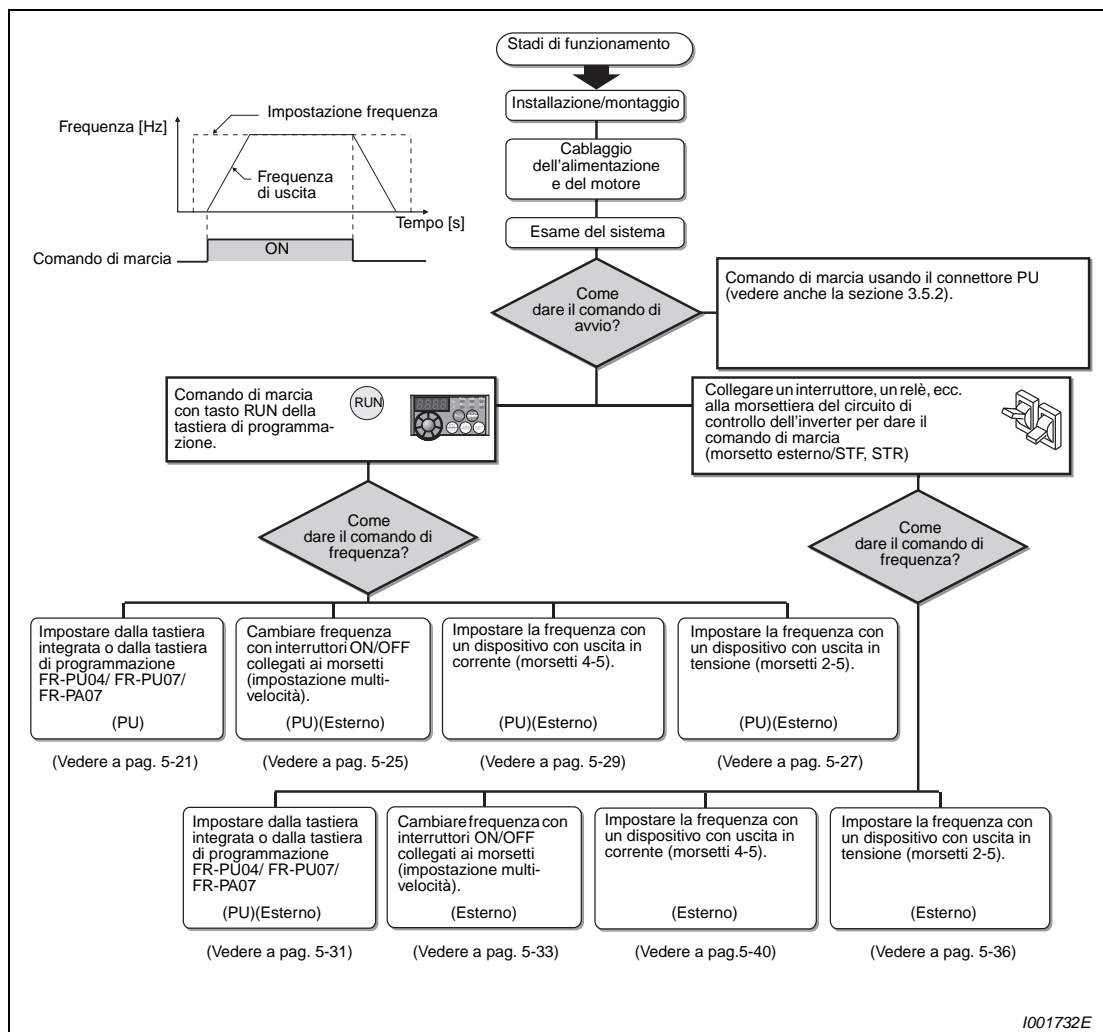 Stadi di funzionamento
Impostazione frequenza
Frequenza [Hz]
Frequenza
di uscita
Tempo [s]
ON
Comando di marcia
Installazione/montaggio
Cablaggio
dell'alimentazione
e del motore
Esame del sistema
Come
dare il comando di
avvio?
Comando di marcia usando il connettore PU
(vedere anche la sezione 3.5.2).
Comando di marcia
con tasto RUN della
tastiera di programma-
zione.
RUN
Collegare un interruttore, un relè, ecc.
alla morsettiera del circuito di
controllo dell'inverter per dare il
comando di marcia
(morsetto esterno/STF, STR)
Come
dare il comando di
frequenza?
Come
dare il comando di
frequenza?
Impostare dalla tastiera
integrata o dalla tastiera
di programmazione
FR-PU04/ FR-PU07/
FR-PA07
(PU)
(Vedere a pag. 5-21)
Cambiare frequenza
con interruttori ON/OFF
collegati ai morsetti
(impostazione multi-
velocità).
(PU)(Esterno)
(Vedere a pag. 5-25)
Impostare la frequenza con
un dispositivo con uscita in
corrente (morsetti 4-5).
(PU)(Esterno)
(Vedere a pag. 5-29)
Impostare la frequenza con
un dispositivo con uscita in
tensione (morsetti 2-5).
(PU)(Esterno)
(Vedere a pag. 5-27)
Impostare dalla tastiera
integrata o dalla tastiera
di programmazione
FR-PU04/ FR-PU07/
FR-PA07
(PU)(Esterno)
(Vedere a pag. 5-31)
Cambiare frequenza con
interruttori ON/OFF
collegati ai morsetti
(impostazione multi-
velocità).
(Esterno)
(Vedere a pag. 5-33)
Impostare la frequenza con
un dispositivo con uscita in
corrente (morsetti 4-5).
(Esterno)
(Vedere a pag.5-40)
Impostare la frequenza con
un dispositivo con uscita in
tensione (morsetti 2-5).
(Esterno)
(Vedere a pag. 5-36)
I001732E